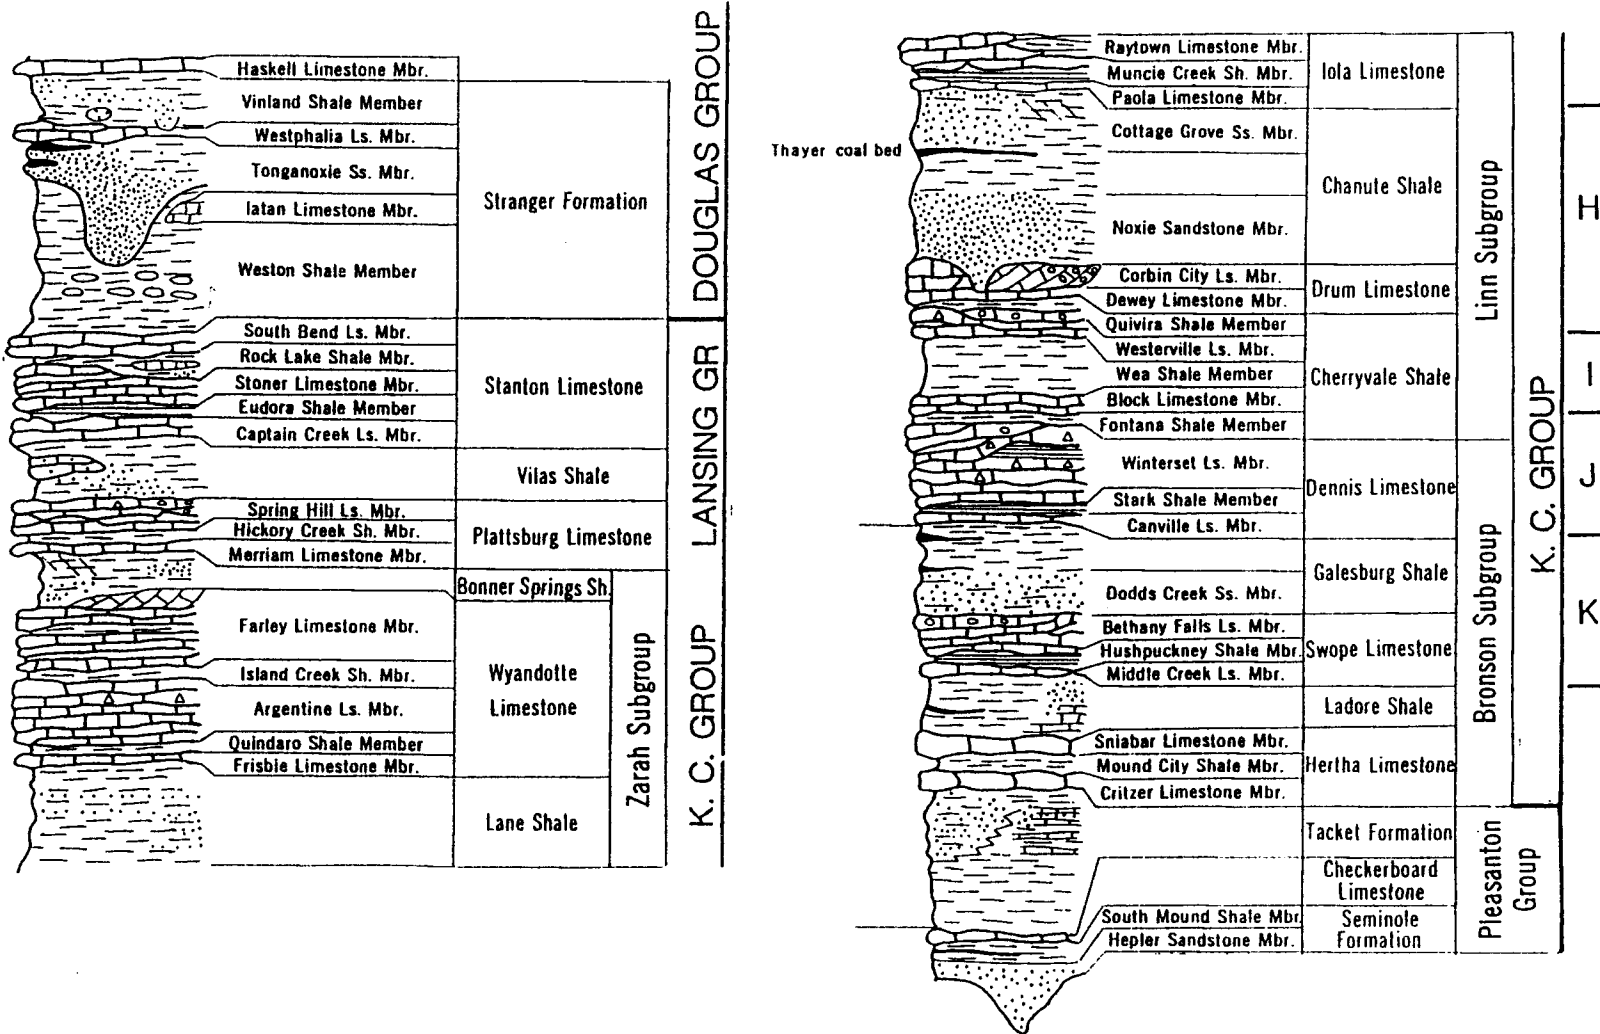 Haskell Limestone Mbr.
Vinland Shale Member
Westphalia Ls. Mbr.
Tonganoxie Ss. Mbr.
Iatan Limestone Mbr.
Weston Shale Member
South Bend Ls. Mbr.
Rock Lake Shale Mbr.
Stoner Limestone Mbr.
Eudora Shale Member
Captain Creek Ls. Mbr.
Spring Hill Ls. Mbr.
Hickory Creek Sh. Mbr.
Merriam Limestone Mbr.
Farley Limestone Mbr.
Island Creek Sh. Mbr.
Argentine Ls. Mbr.
Quindaro Shale Member
Frisbie Limestone Mbr.
Stranger Formation
Stanton Limestone
Vilas Shale
Plattsburg Limestone
Bonner Springs Sh.
Wyandotte
Limestone
Lane Shale
Zarah Subgroup
DOUGLAS GROUP
LANSING GR
K. C. GROUP
Thayer coal bed
Raytown Limestone Mbr.
Muncie Creek Sh. Mbr.
Paola Limestone Mbr.
Cottage Grove Ss. Mbr.
Noxie Sandstone Mbr.
Corbin City Ls. Mbr.
Dewey Limestone Mbr.
Quivira Shale Member
Westerville Ls. Mbr.
Wea Shale Member
Block Limestone Mbr.
Fontana Shale Member
Winterset Ls. Mbr.
Stark Shale Member
Canville Ls. Mbr.
Dodds Creek Ss. Mbr.
Bethany Falls Ls. Mbr.
Hushpuckney Shale Mbr.
Middle Creek Ls. Mbr.
Sniabar Limestone Mbr.
Mound City Shale Mbr.
Critzer Limestone Mbr.
South Mound Shale Mbr.
Hepler Sandstone Mbr.
Iola Limestone
Chanute Shale
Drum Limestone
Cherryvale Shale
Dennis Limestone
Galesburg Shale
Swope Limestone
Ladore Shale
Hertha Limestone
Tacket Formation
Checkerboard
Limestone
Seminole
Formation
Linn Subgroup
Bronson Subgroup
Pleasanton
Group
K. C. GROUP
H
I
J
K